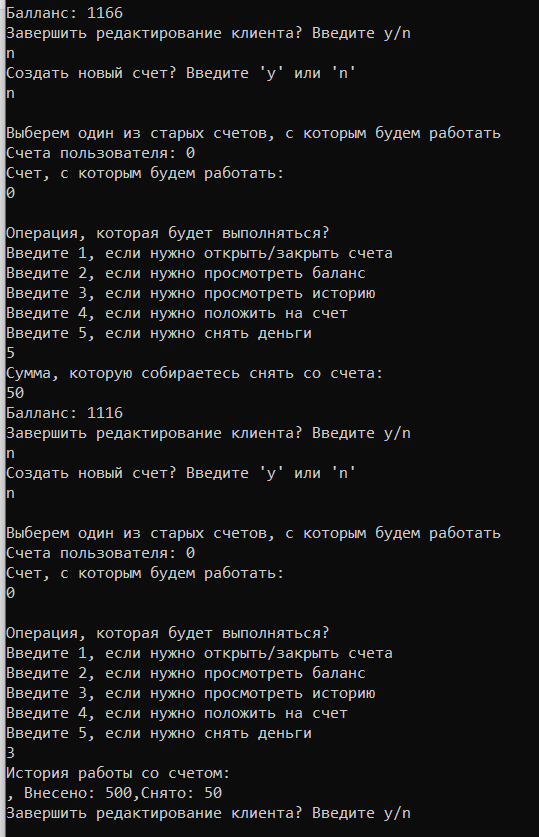 Балланс: 1166
Завершить редактирование клиента? Введите y/n
n
Создать новый счет? Введите 'y' или 'n'
n
Выберем один из старых счетов, с которым будем работать
Счета пользователя: 0
Счет, с которым будем работать:
0
Операция, которая будет выполняться?
Введите 1, если нужно открыть/закрыть счета
Введите 2, если нужно просмотреть баланс
Введите 3, если нужно просмотреть историю
Введите 4, если нужно положить на счет
Введите 5, если нужно снять деньги
5
Сумма, которую собираетесь снять со счета:
50
Балланс: 1116
Завершить редактирование клиента? Введите y/n
n
Создать новый счет? Введите 'y' или 'n'
n
Выберем один из старых счетов, с которым будем работать
Счета пользователя: 0
Счет, с которым будем работать:
0
Операция, которая будет выполняться?
Введите 1, если нужно открыть/закрыть счета
Введите 2, если нужно просмотреть баланс
Введите 3, если нужно просмотреть историю
Введите 4, если нужно положить на счет
Введите 5, если нужно снять деньги
3
История работы со счетом:
, Внесено: 500,Снято: 50
Завершить редактирование клиента? Введите y/n